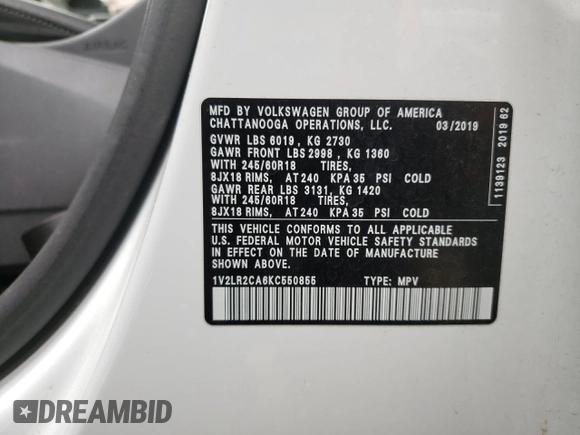 MFD BY VOLKSWAGEN GROUP OF AMERICA
CHATTANOOGA OPERATIONS, LLC. 03/2019
GVWR LBS 6019 , KG 2730
GAWR FRONT LBS 2998 , KG 1360
WITH 245/60R18 TIRES,
8JX18 RIMS, AT 240 KPA 35 PSI COLD
GAWR REAR LBS 3131, KG 1420
WITH 245/60R18 TIRES,
8JX18 RIMS, AT 240 KPA 35 PSI COLD
THIS VEHICLE CONFORMS TO ALL APPLICABLE
U.S. FEDERAL MOTOR VEHICLE SAFETY STANDARDS
IN EFFECT ON THE DATE OF MANUFACTURE
SHOWN ABOVE
1V2LR2CA6KC550855 TYPE: MPV
1139123 2019 62
DREAMBID